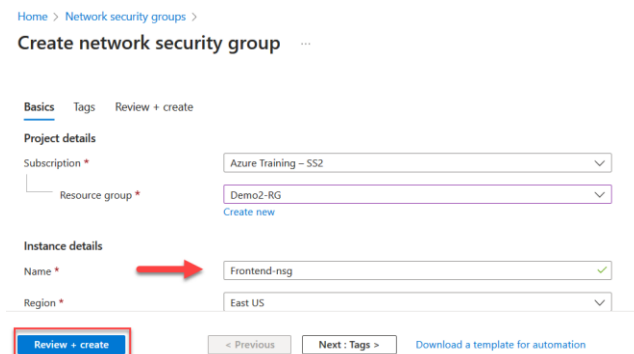 Home > Network security groups >
Create network security group ...
Basics Tags Review + create
Project details
Subscription * Azure Training – SS2
Resource group * Demo2-RG
Create new
Instance details
Name * Frontend-nsg
Region * East US
Review + create < Previous Next : Tags > Download a template for automation